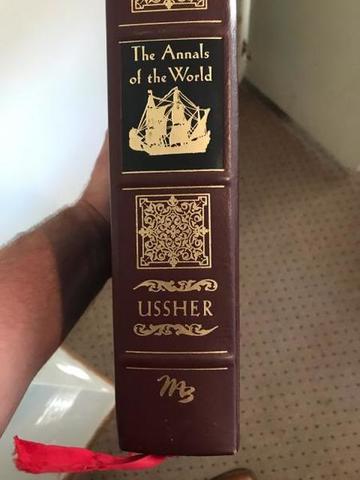 The Annals
of the World
USSHER
MB